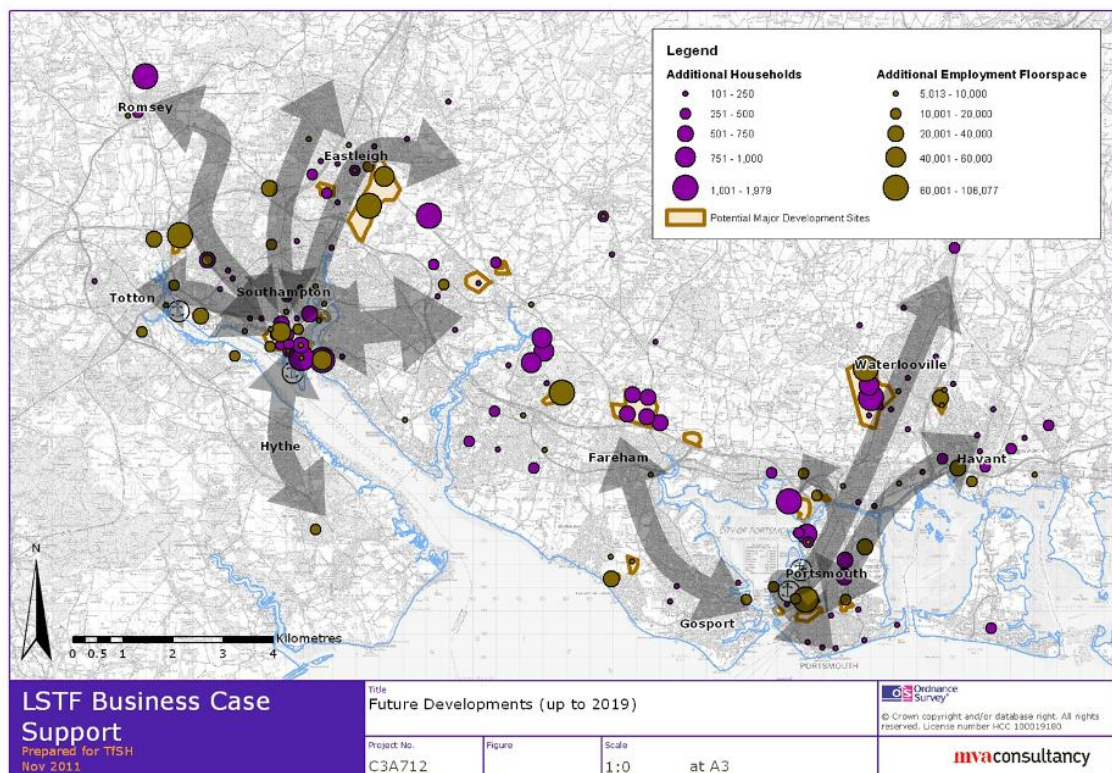 Legend
Additional Households
101 - 250
251 - 500
501 - 750
751 - 1,000
1,001 - 1,979
Additional Employment Floorspace
5,013 - 10,000
10,001 - 20,000
20,001 - 40,000
40,001 - 60,000
60,001 - 106,077
Potential Major Development Sites
Romsey
Eastleigh
Totton
Southampton
Waterlooville
Hythe
Fareham
Havant
CITY OF PORTSMOUTH
Portsmouth
Gosport
PORTSMOUTH
N
Kilometres
0 0.5 1 2 3 4
LSTF Business Case
Support
Prepared for TfSH
Nov 2011
Title
Future Developments (up to 2019)
Project No.
C3A712
Figure
Scale
1:0 at A3
OS Ordnance
Survey®
© Crown copyright and/or database right. All rights
reserved. License number HCC 100019180
mvaconsultancy